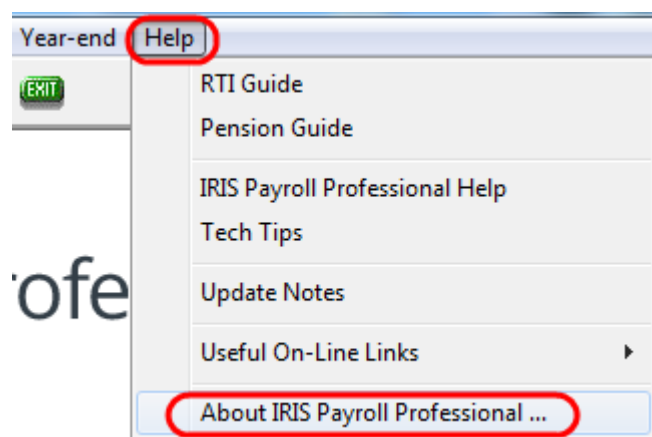 Year-end Help
EXIT
RTI Guide
Pension Guide
IRIS Payroll Professional Help
Tech Tips
rofe
Update Notes
Useful On-Line Links
About IRIS Payroll Professional ...